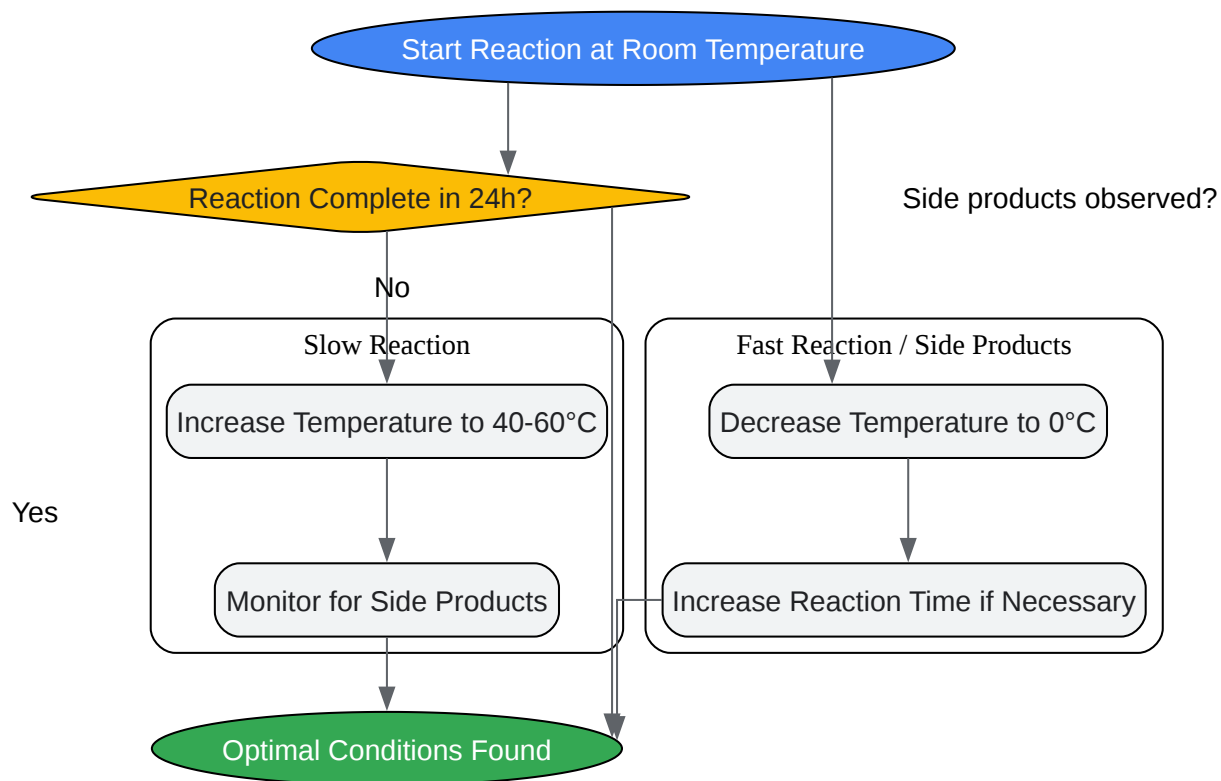 Start Reaction at Room Temperature
Reaction Complete in 24h?
Side products observed?
No
Slow Reaction
Fast Reaction / Side Products
Increase Temperature to 40-60°C
Decrease Temperature to 0°C
Yes
Monitor for Side Products
Increase Reaction Time if Necessary
Optimal Conditions Found